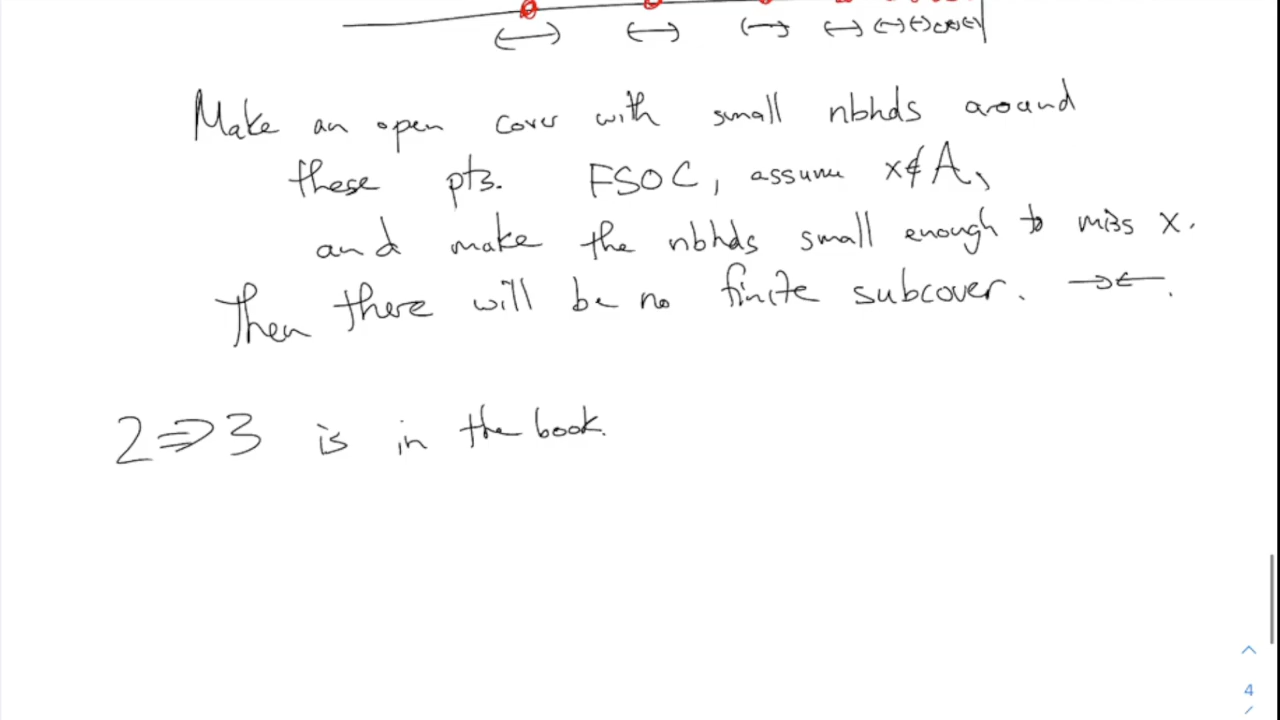 Make an open cover with small nbhds around
these pts. FSOC, assume x∉A,
and make the nbhds small enough to miss x.
Then there will be no finite subcover. →←.
2⇒3 is in the book.
4